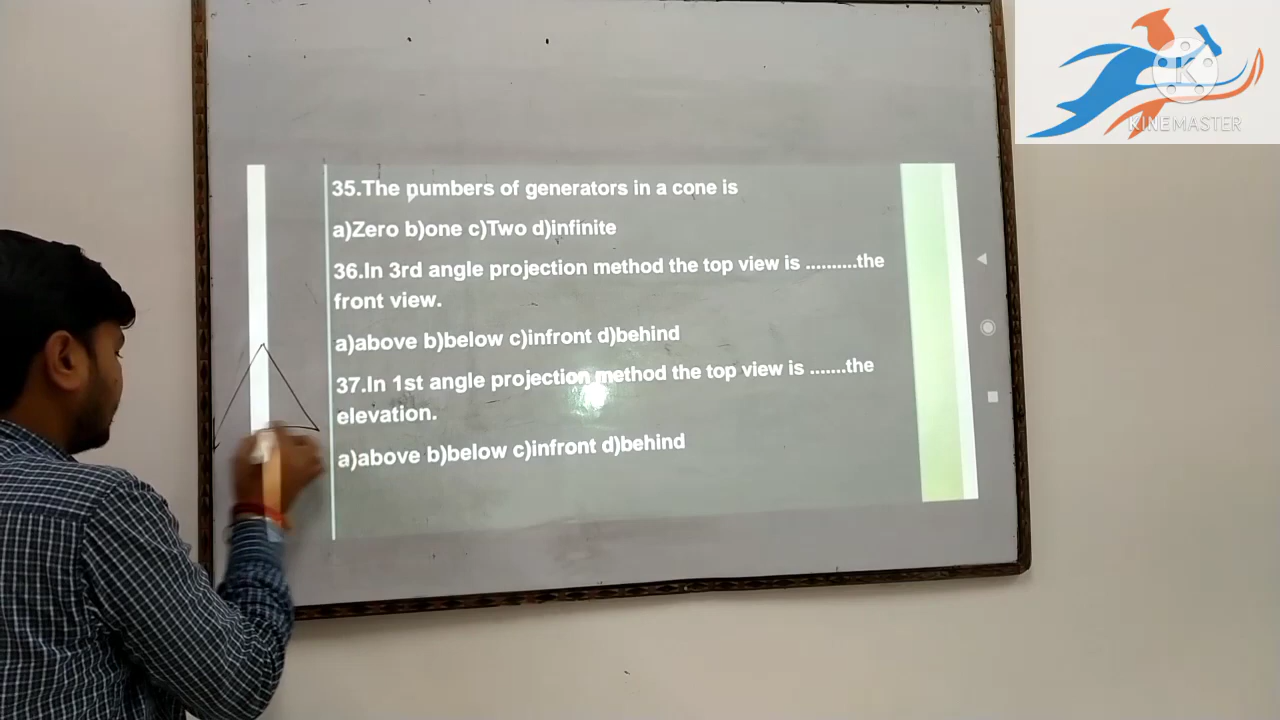 35.The numbers of generators in a cone is
a)Zero b)one c)Two d)infinite
36.In 3rd angle projection method the top view is ..........the
front view.
a)above b)below c)infront d)behind
37.In 1st angle projection method the top view is .......the
elevation.
a)above b)below c)infront d)behind
K
KINEMASTER